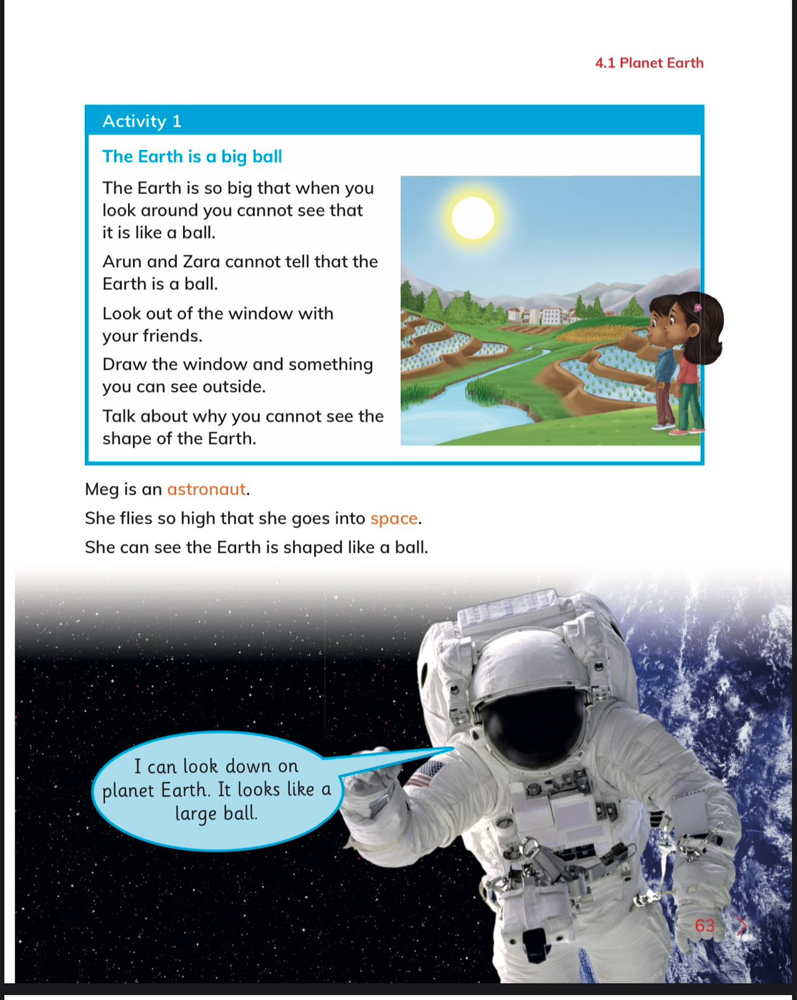 4.1 Planet Earth
Activity 1
The Earth is a big ball
The Earth is so big that when you
look around you cannot see that
it is like a ball.
Arun and Zara cannot tell that the
Earth is a ball.
Look out of the window with
your friends.
Draw the window and something
you can see outside.
Talk about why you cannot see the
shape of the Earth.
Meg is an astronaut.
She flies so high that she goes into space.
She can see the Earth is shaped like a ball.
I can look down on
planet Earth. It looks like a
large ball.
63